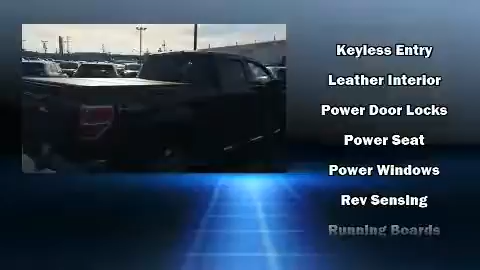 Keyless Entry
Leather Interior
Power Door Locks
Power Seat
Power Windows
Rev Sensing
Running Boards